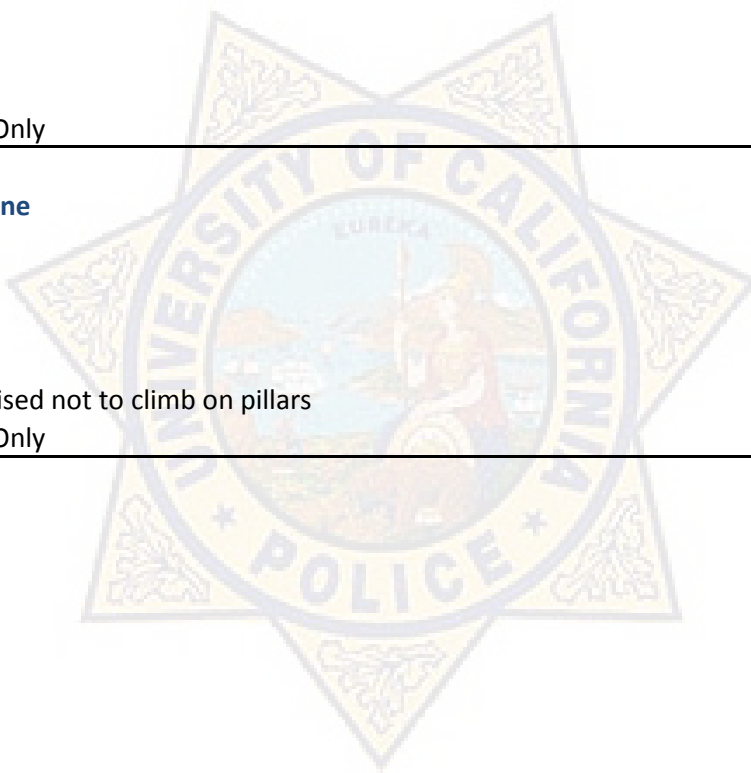 Only
ne
ised not to climb on pillars
Only
UNIVERSITY OF CALIFORNIA
EUREKA
POLICE